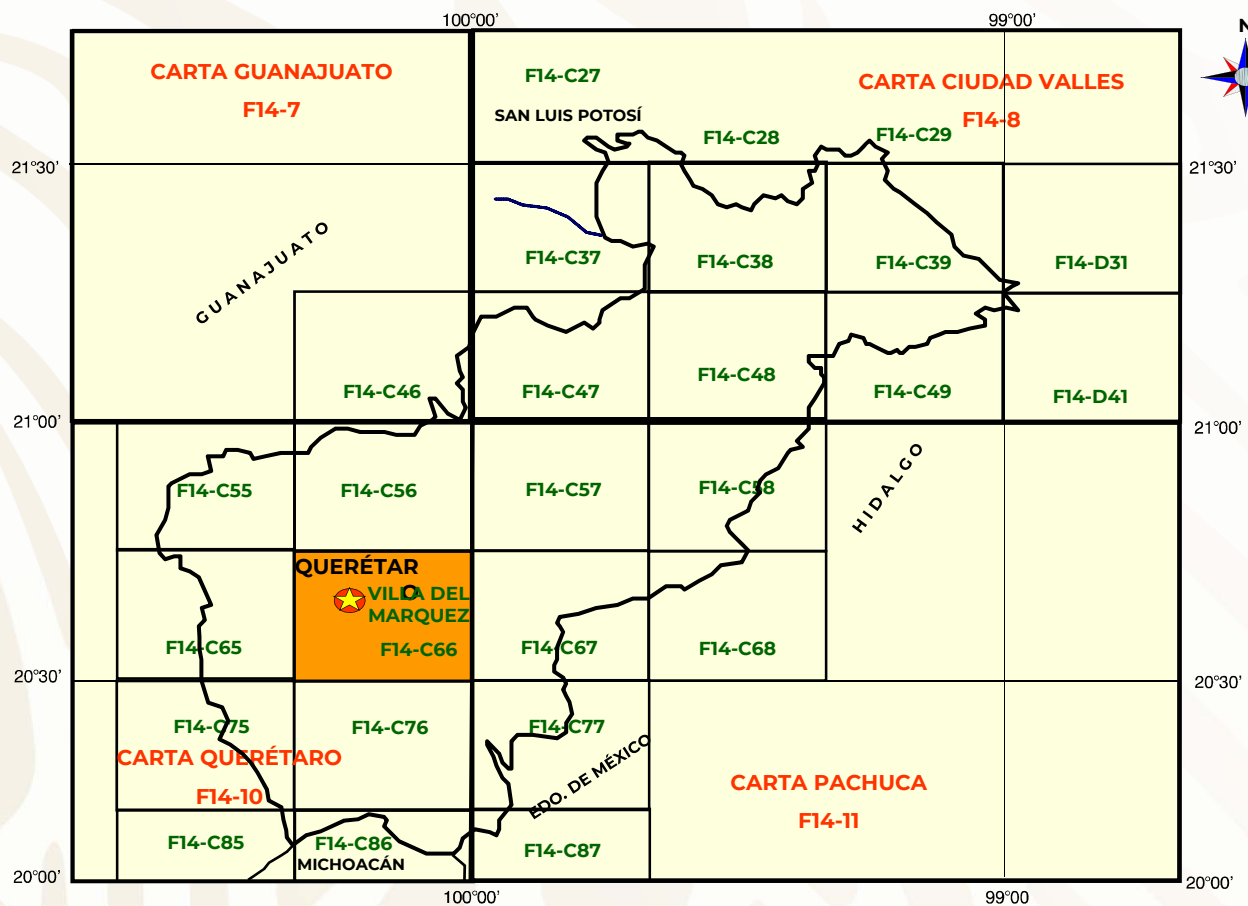 100°00'
99°00'
N
CARTA GUANAJUATO
F14-7
F14-C27
CARTA CIUDAD VALLES
F14-8
SAN LUIS POTOSÍ
F14-C28
F14-C29
21°30'
21°30'
GUANAJUATO
F14-C37
F14-C38
F14-C39
F14-D31
F14-C46
F14-C47
F14-C48
F14-C49
F14-D41
21°00'
21°00'
HIDALGO
F14-C55
F14-C56
F14-C57
F14-C58
QUERÉTAR
O
VILLA DEL
MARQUEZ
F14-C65
F14-C66
F14-C67
F14-C68
20°30'
20°30'
F14-C75
F14-C76
F14-C77
CARTA QUERÉTARO
F14-10
EDO. DE MÉXICO
CARTA PACHUCA
F14-11
F14-C85
F14-C86
F14-C87
MICHOACÁN
20°00'
20°00'
100°00'
99°00